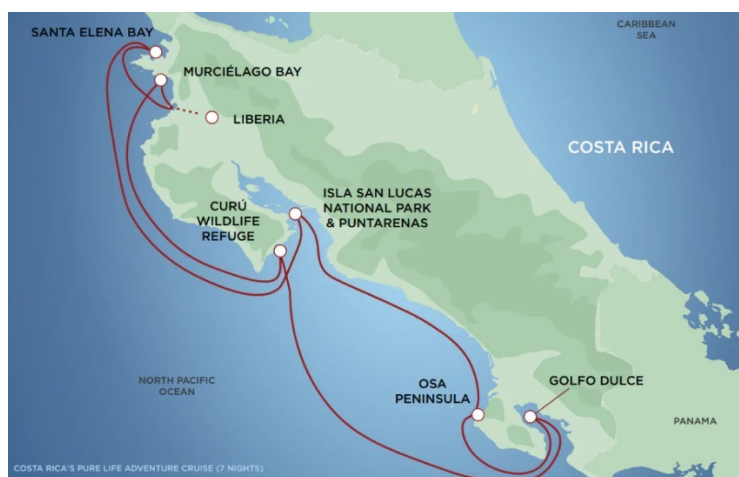 CARIBBEAN
SEA
SANTA ELENA BAY
MURCIÉLAGO BAY
LIBERIA
COSTA RICA
ISLA SAN LUCAS
NATIONAL PARK
& PUNTARENAS
CURÚ
WILDLIFE
REFUGE
NORTH PACIFIC
OCEAN
OSA
PENINSULA
GOLFO DULCE
PANAMA
COSTA RICA'S PURE LIFE ADVENTURE CRUISE (7 NIGHTS)